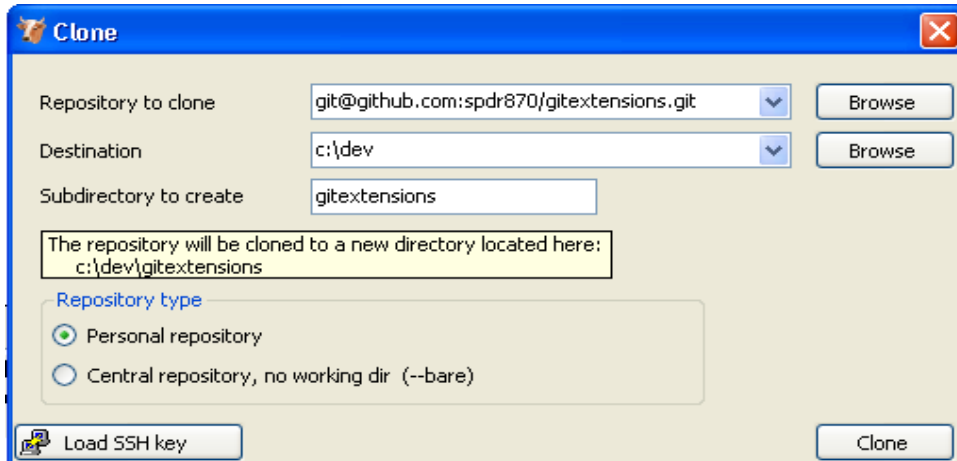 Clone
Repository to clone git@github.com:spdr870/gitextensions.git Browse
Destination c:\dev Browse
Subdirectory to create gitextensions
The repository will be cloned to a new directory located here:
c:\dev\gitextensions
Repository type
Personal repository
Central repository, no working dir (--bare)
Load SSH key Clone